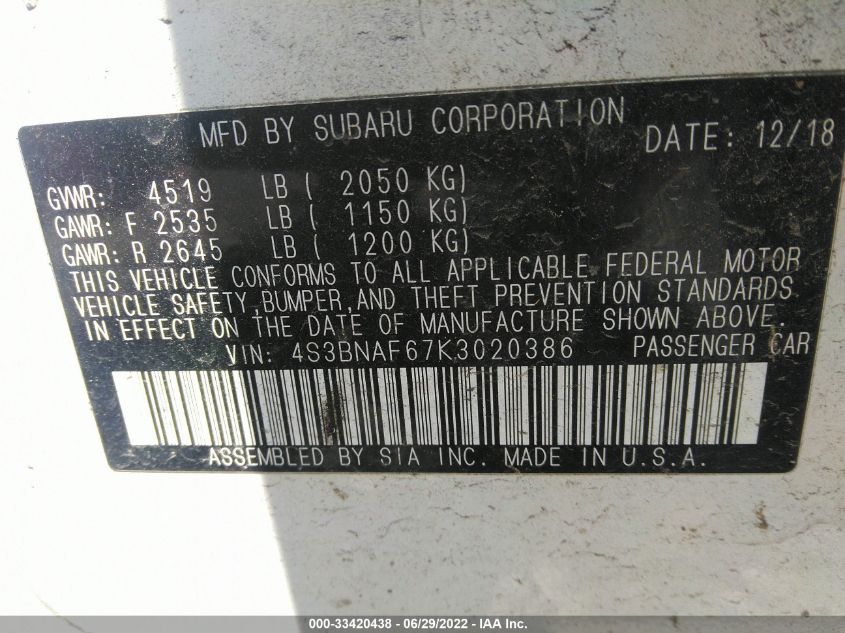 MFD BY SUBARU CORPORATION DATE: 12/18
GVWR: 4519 LB ( 2050 KG)
GAWR: F 2535 LB ( 1150 KG)
GAWR: R 2645 LB ( 1200 KG)
THIS VEHICLE CONFORMS TO ALL APPLICABLE FEDERAL MOTOR
VEHICLE SAFETY, BUMPER, AND THEFT PREVENTION STANDARDS
IN EFFECT ON THE DATE OF MANUFACTURE SHOWN ABOVE.
VIN: 4S3BNAF67K3020386 PASSENGER CAR
ASSEMBLED BY SIA INC. MADE IN U.S.A.
000-33420438 - 06/29/2022 - IAA Inc.